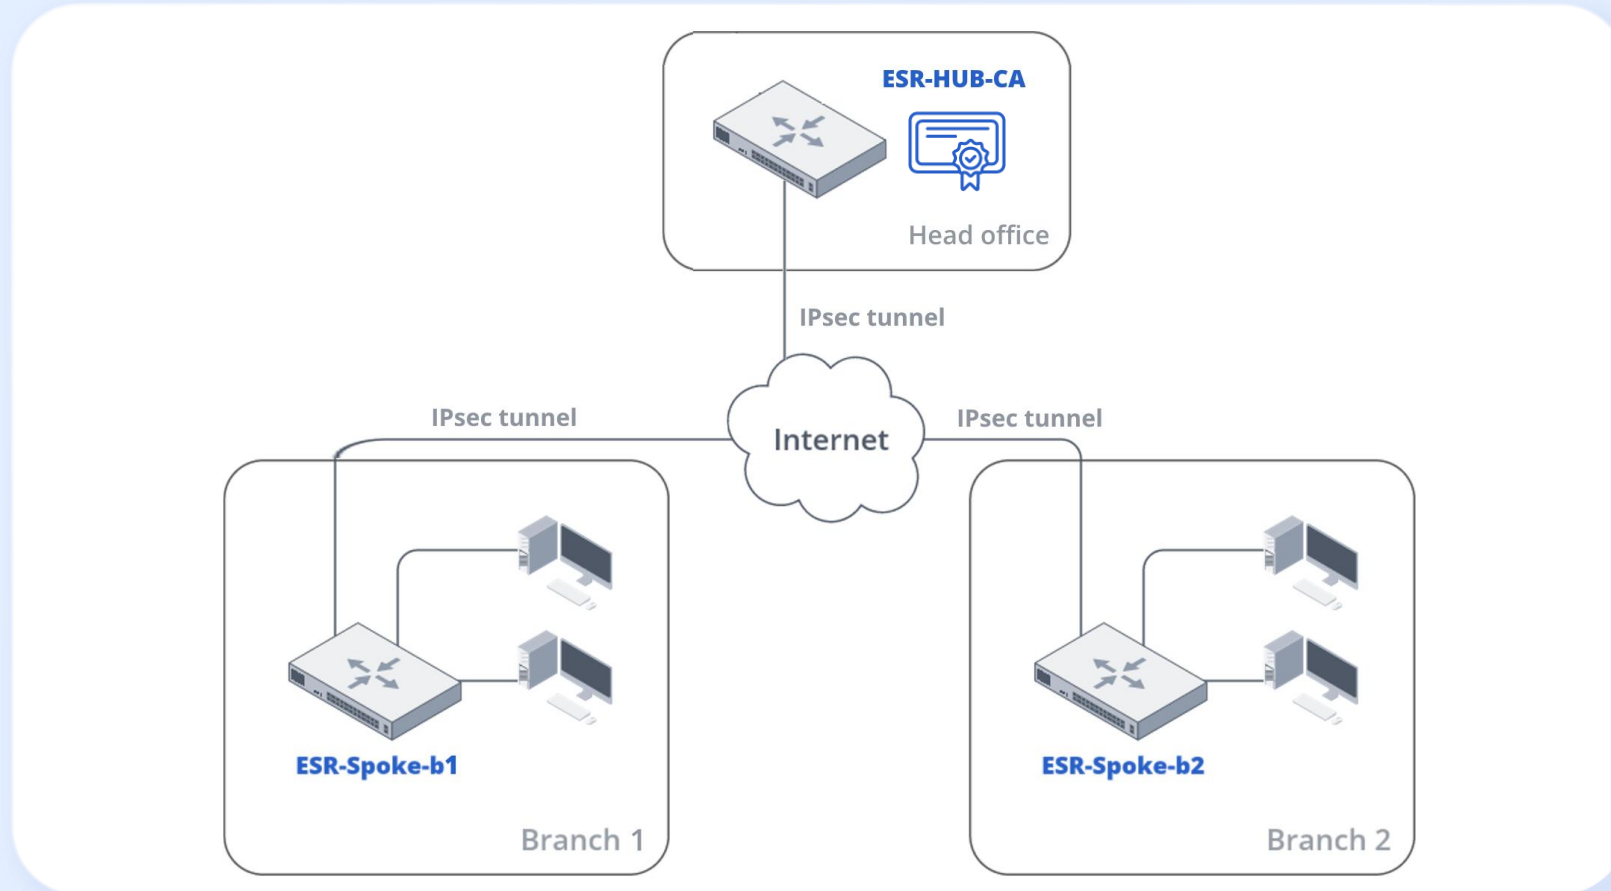 ESR-HUB-CA
Head office
IPsec tunnel
IPsec tunnel
IPsec tunnel
Internet
ESR-Spoke-b1
Branch 1
ESR-Spoke-b2
Branch 2